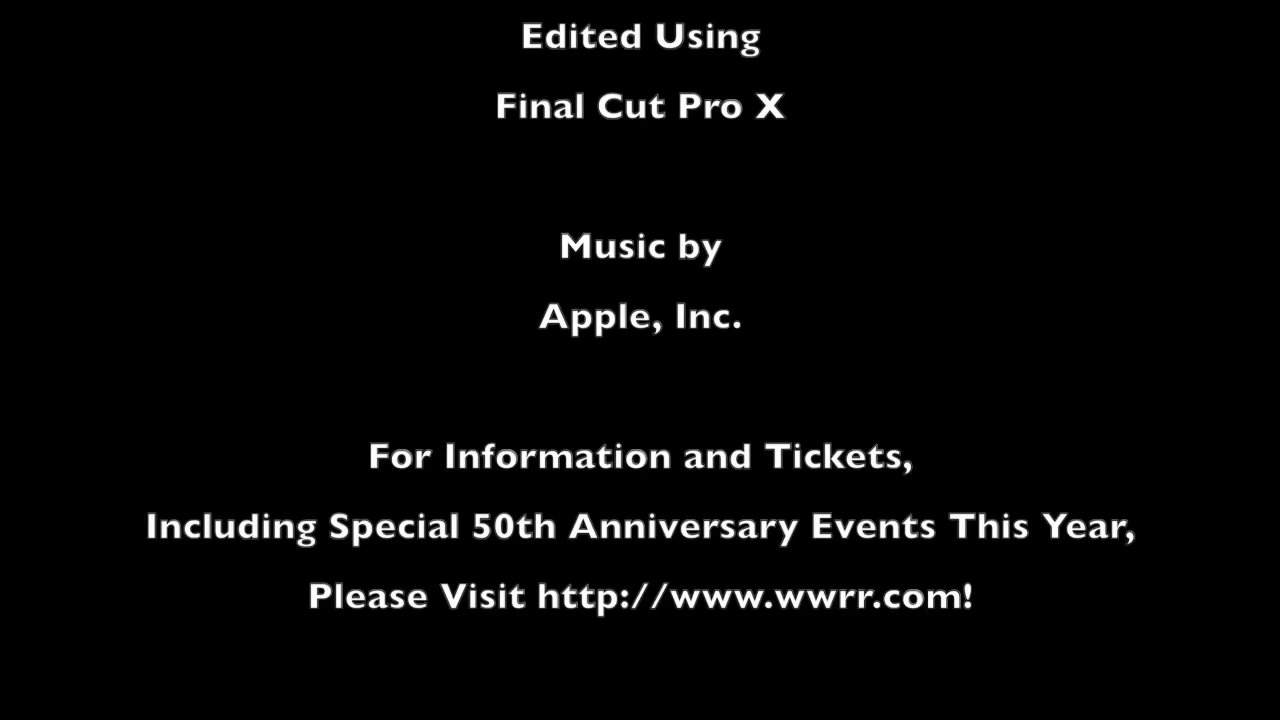 Edited Using
Final Cut Pro X
Music by
Apple, Inc.
For Information and Tickets,
Including Special 50th Anniversary Events This Year,
Please Visit http://www.wwrr.com!